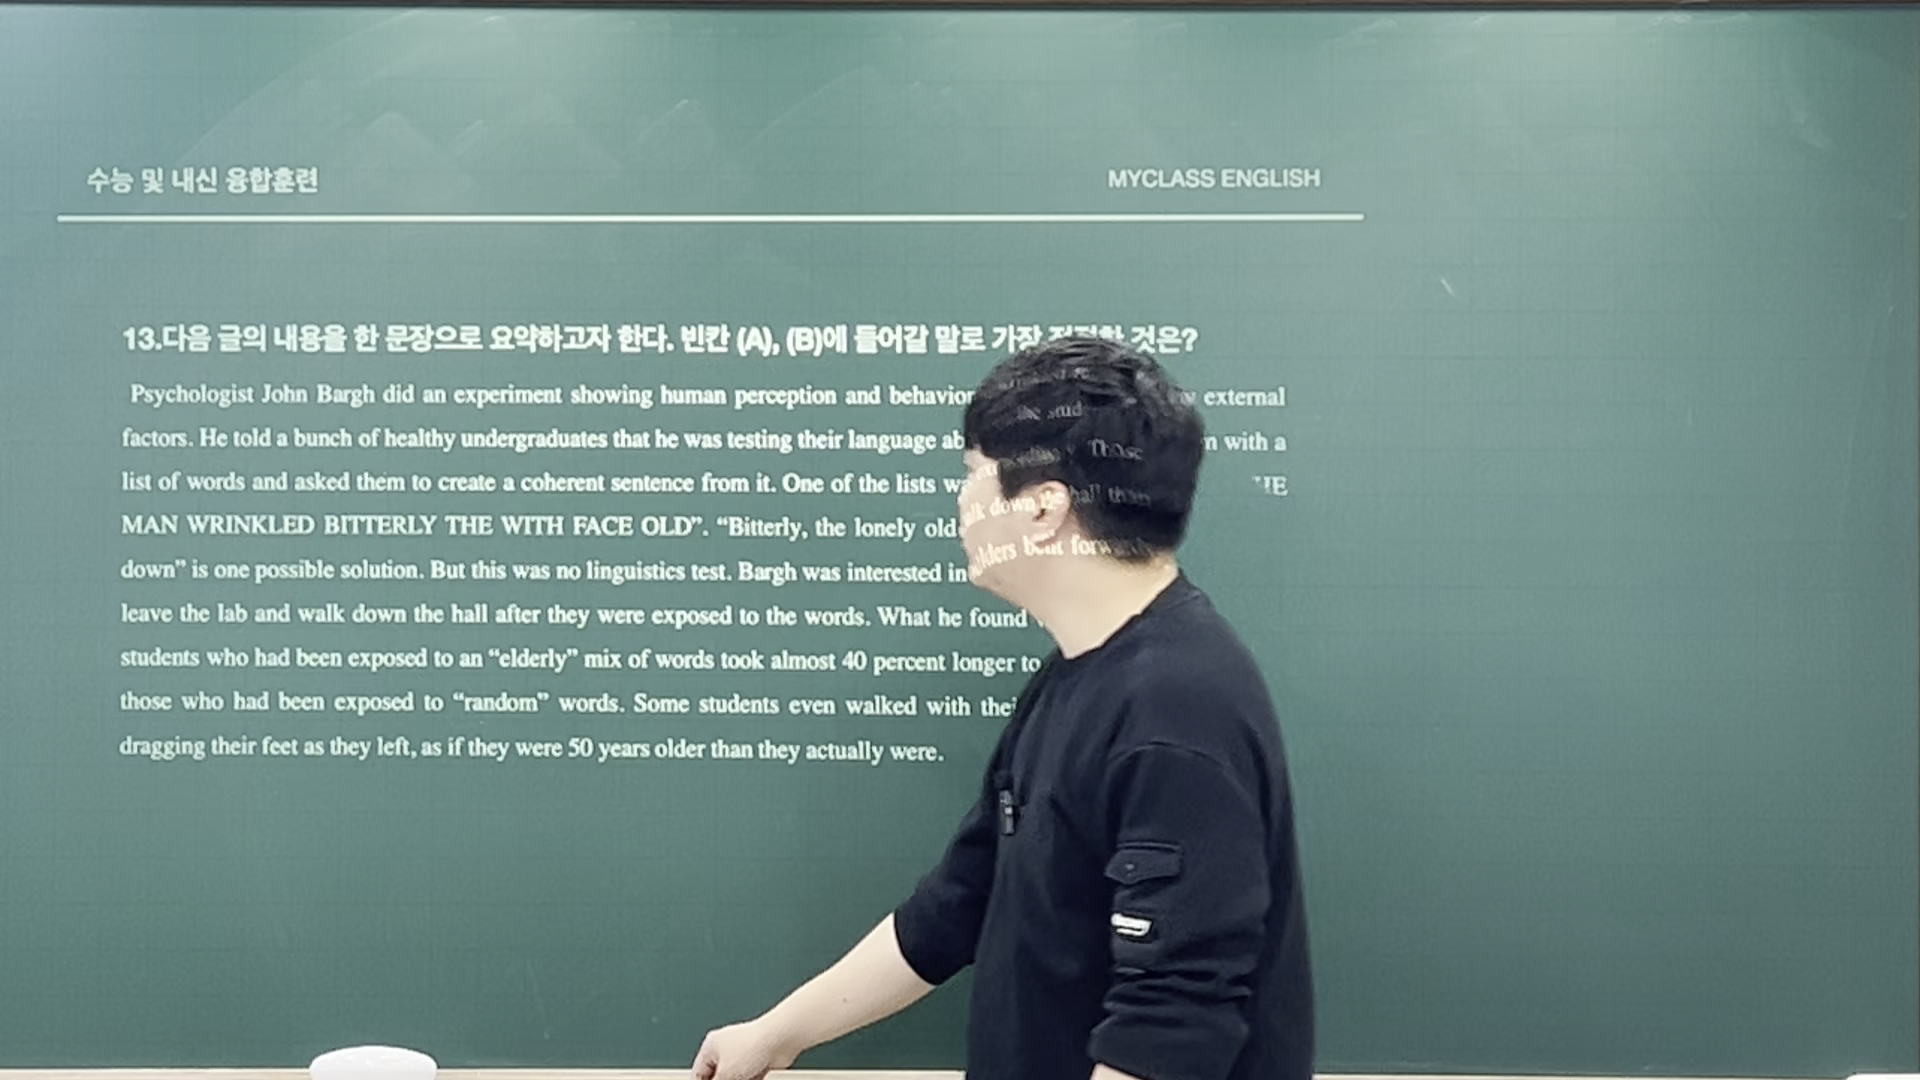 수능 및 내신 융합훈련
MYCLASS ENGLISH
13.다음 글의 내용을 한 문장으로 요약하고자 한다. 빈칸 (A), (B)에 들어갈 말로 가장 것은?
Psychologist John Bargh did an experiment showing human perception and behavior external
factors. He told a bunch of healthy undergraduates that he was testing their language with a
list of words and asked them to create a coherent sentence from it. One of the lists
MAN WRINKLED BITTERLY THE WITH FACE OLD”. “Bitterly, the lonely old
down” is one possible solution. But this was no linguistics test. Bargh was interested in
leave the lab and walk down the hall after they were exposed to the words. What he found
students who had been exposed to an “elderly” mix of words took almost 40 percent longer to walk down the hall than
those who had been exposed to “random” words. Some students even walked with their shoulders bent
dragging their feet as they left, as if they were 50 years older than they actually were.